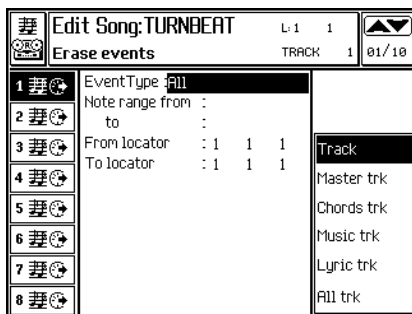 Edit Song:TURNBEAT L:1 1
Erase events TRACK 1 01/10
EventType :All
Note range from :
to :
From locator : 1 1 1
To locator : 1 1 1
1
2
3
4
5
6
7
8
Track
Master trk
Chords trk
Music trk
Lyric trk
All trk